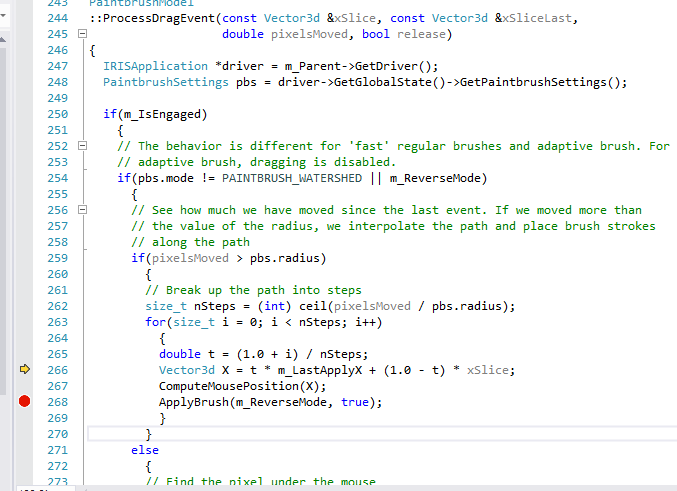 243 PaintbrushModel
244 ::ProcessDragEvent(const Vector3d &xSlice, const Vector3d &xSliceLast,
245 double pixelsMoved, bool release)
246 {
247 IRISApplication *driver = m_Parent->GetDriver();
248 PaintbrushSettings pbs = driver->GetGlobalState()->GetPaintbrushSettings();
249
250 if(m_IsEngaged)
251 {
252 // The behavior is different for 'fast' regular brushes and adaptive brush. For
253 // adaptive brush, dragging is disabled.
254 if(pbs.mode != PAINTBRUSH_WATERSHED || m_ReverseMode)
255 {
256 // See how much we have moved since the last event. If we moved more than
257 // the value of the radius, we interpolate the path and place brush strokes
258 // along the path
259 if(pixelsMoved > pbs.radius)
260 {
261 // Break up the path into steps
262 size_t nSteps = (int) ceil(pixelsMoved / pbs.radius);
263 for(size_t i = 0; i < nSteps; i++)
264 {
265 double t = (1.0 + i) / nSteps;
266 Vector3d X = t * m_LastApplyX + (1.0 - t) * xSlice;
267 ComputeMousePosition(X);
268 ApplyBrush(m_ReverseMode, true);
269 }
270 }
271 else
272 {
273 // Find the pixel under the mouse